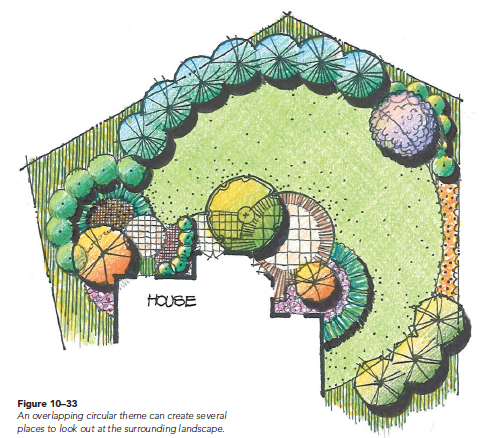 HOUSE
Figure 10–33
An overlapping circular theme can create several
places to look out at the surrounding landscape.